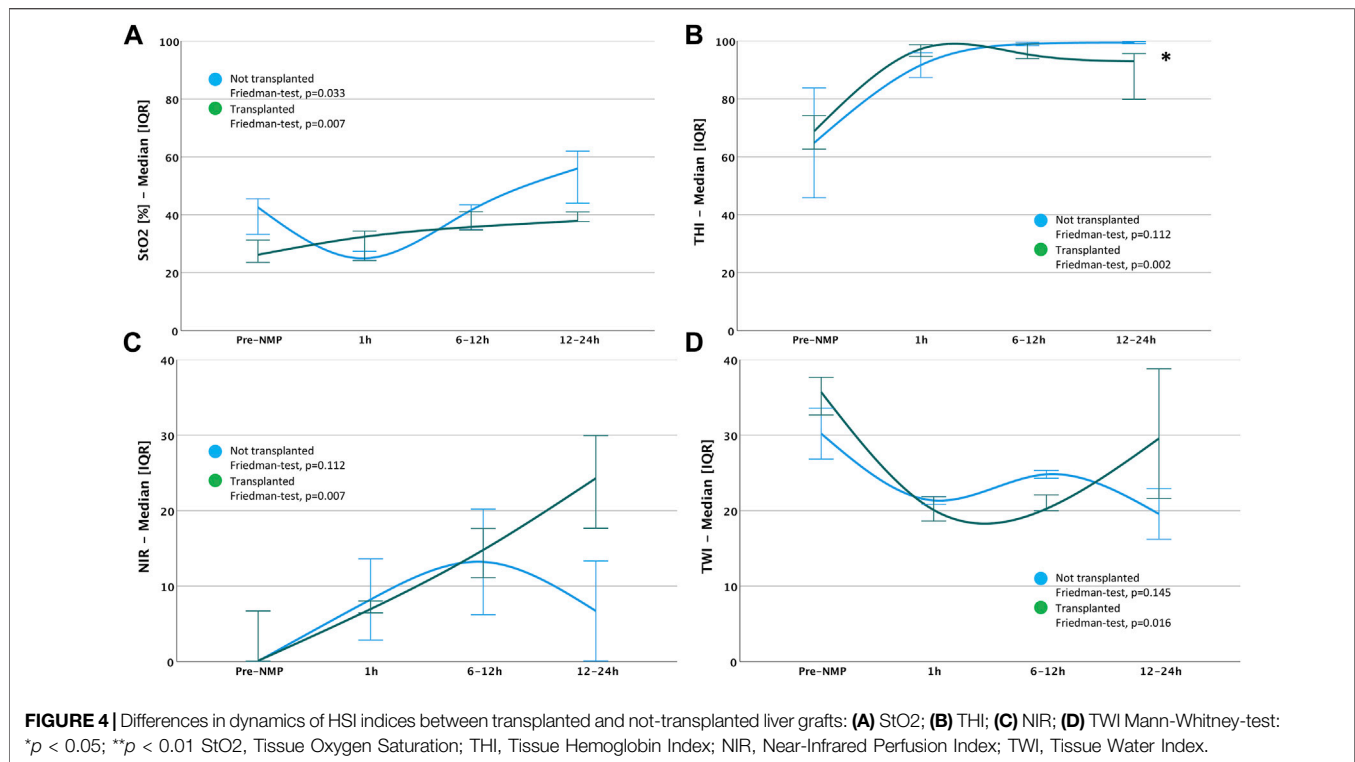 A
StO2 [%] – Median [IQR]
100
80
60
40
20
0
Not transplanted
Friedman-test, p=0.033
Transplanted
Friedman-test, p=0.007
Pre-NMP
1h
6-12h
12-24h
B
THI – Median [IQR]
100
80
60
40
20
0
*
Not transplanted
Friedman-test, p=0.112
Transplanted
Friedman-test, p=0.002
Pre-NMP
1h
6-12h
12-24h
C
NIR – Median [IQR]
40
30
20
10
0
Not transplanted
Friedman-test, p=0.112
Transplanted
Friedman-test, p=0.007
Pre-NMP
1h
6-12h
12-24h
D
TWI – Median [IQR]
40
30
20
10
0
Not transplanted
Friedman-test, p=0.145
Transplanted
Friedman-test, p=0.016
Pre-NMP
1h
6-12h
12-24h
FIGURE 4 | Differences in dynamics of HSI indices between transplanted and not-transplanted liver grafts: (A) StO2; (B) THI; (C) NIR; (D) TWI Mann-Whitney-test:
*p < 0.05; **p < 0.01 StO2, Tissue Oxygen Saturation; THI, Tissue Hemoglobin Index; NIR, Near-Infrared Perfusion Index; TWI, Tissue Water Index.